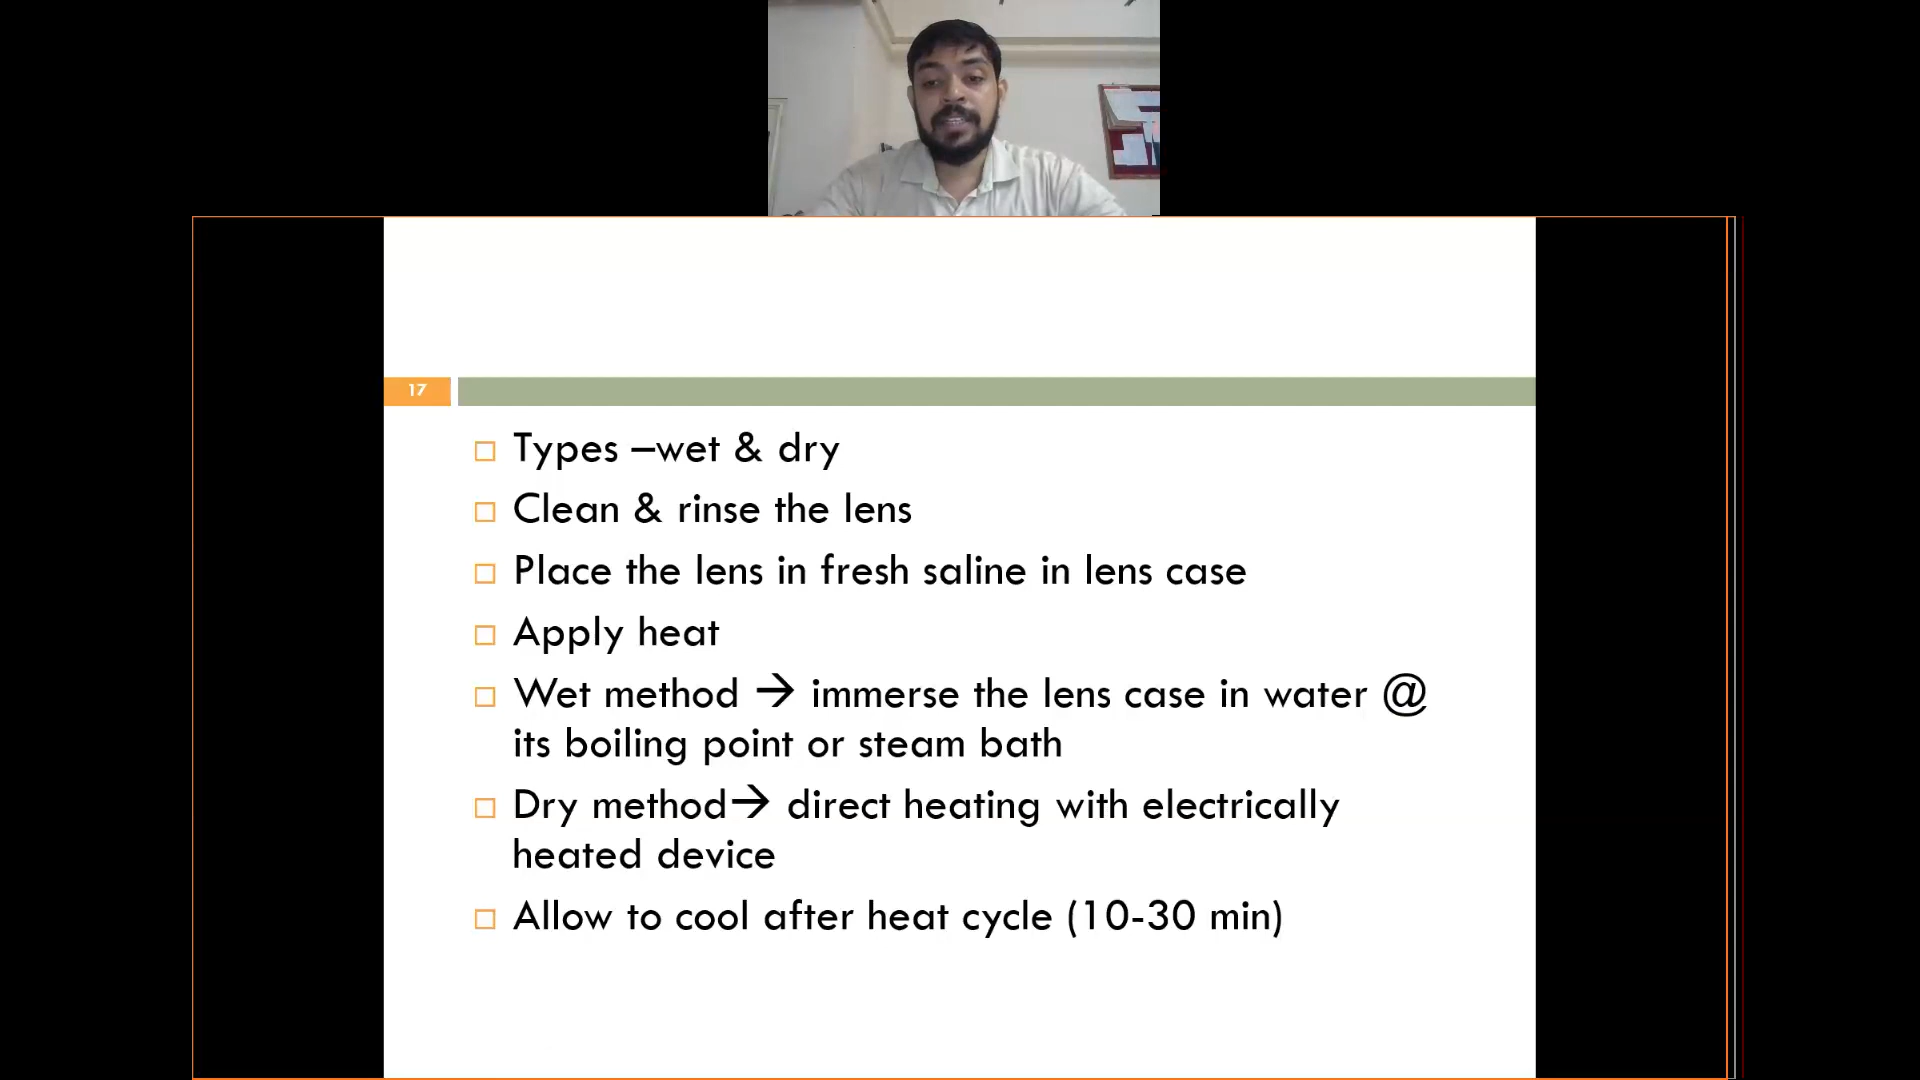 17
Types –wet & dry
Clean & rinse the lens
Place the lens in fresh saline in lens case
Apply heat
Wet method → immerse the lens case in water @
its boiling point or steam bath
Dry method→ direct heating with electrically
heated device
Allow to cool after heat cycle (10-30 min)